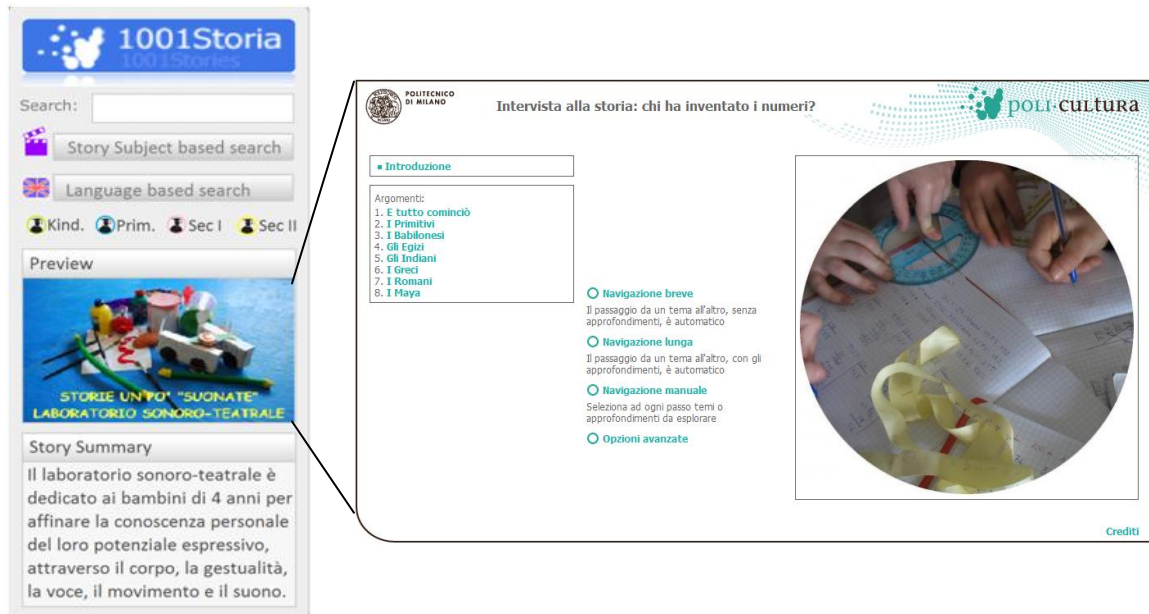 1001Storia
1001Stories
Search:
Story Subject based search
Language based search
Kind. Prim. Sec I Sec II
Preview
STORIE UN PO' "SUONATE"
LABORATORIO SONORO-TEATRALE
Story Summary
Il laboratorio sonoro-teatrale è
dedicato ai bambini di 4 anni per
affinare la conoscenza personale
del loro potenziale espressivo,
attraverso il corpo, la gestualità,
la voce, il movimento e il suono.
POLITECNICO
DI MILANO
Intervista alla storia: chi ha inventato i numeri?
POLI·CULTURA
Introduzione
Argomenti:
1. E tutto cominciò
2. I Primitivi
3. I Babilonesi
4. Gli Egizi
5. Gli Indiani
6. I Greci
7. I Romani
8. I Maya
Navigazione breve
Il passaggio da un tema all'altro, senza
approfondimenti, è automatico
Navigazione lunga
Il passaggio da un tema all'altro, con gli
approfondimenti, è automatico
Navigazione manuale
Seleziona ad ogni passo temi o
approfondimenti da esplorare
Opzioni avanzate
Crediti